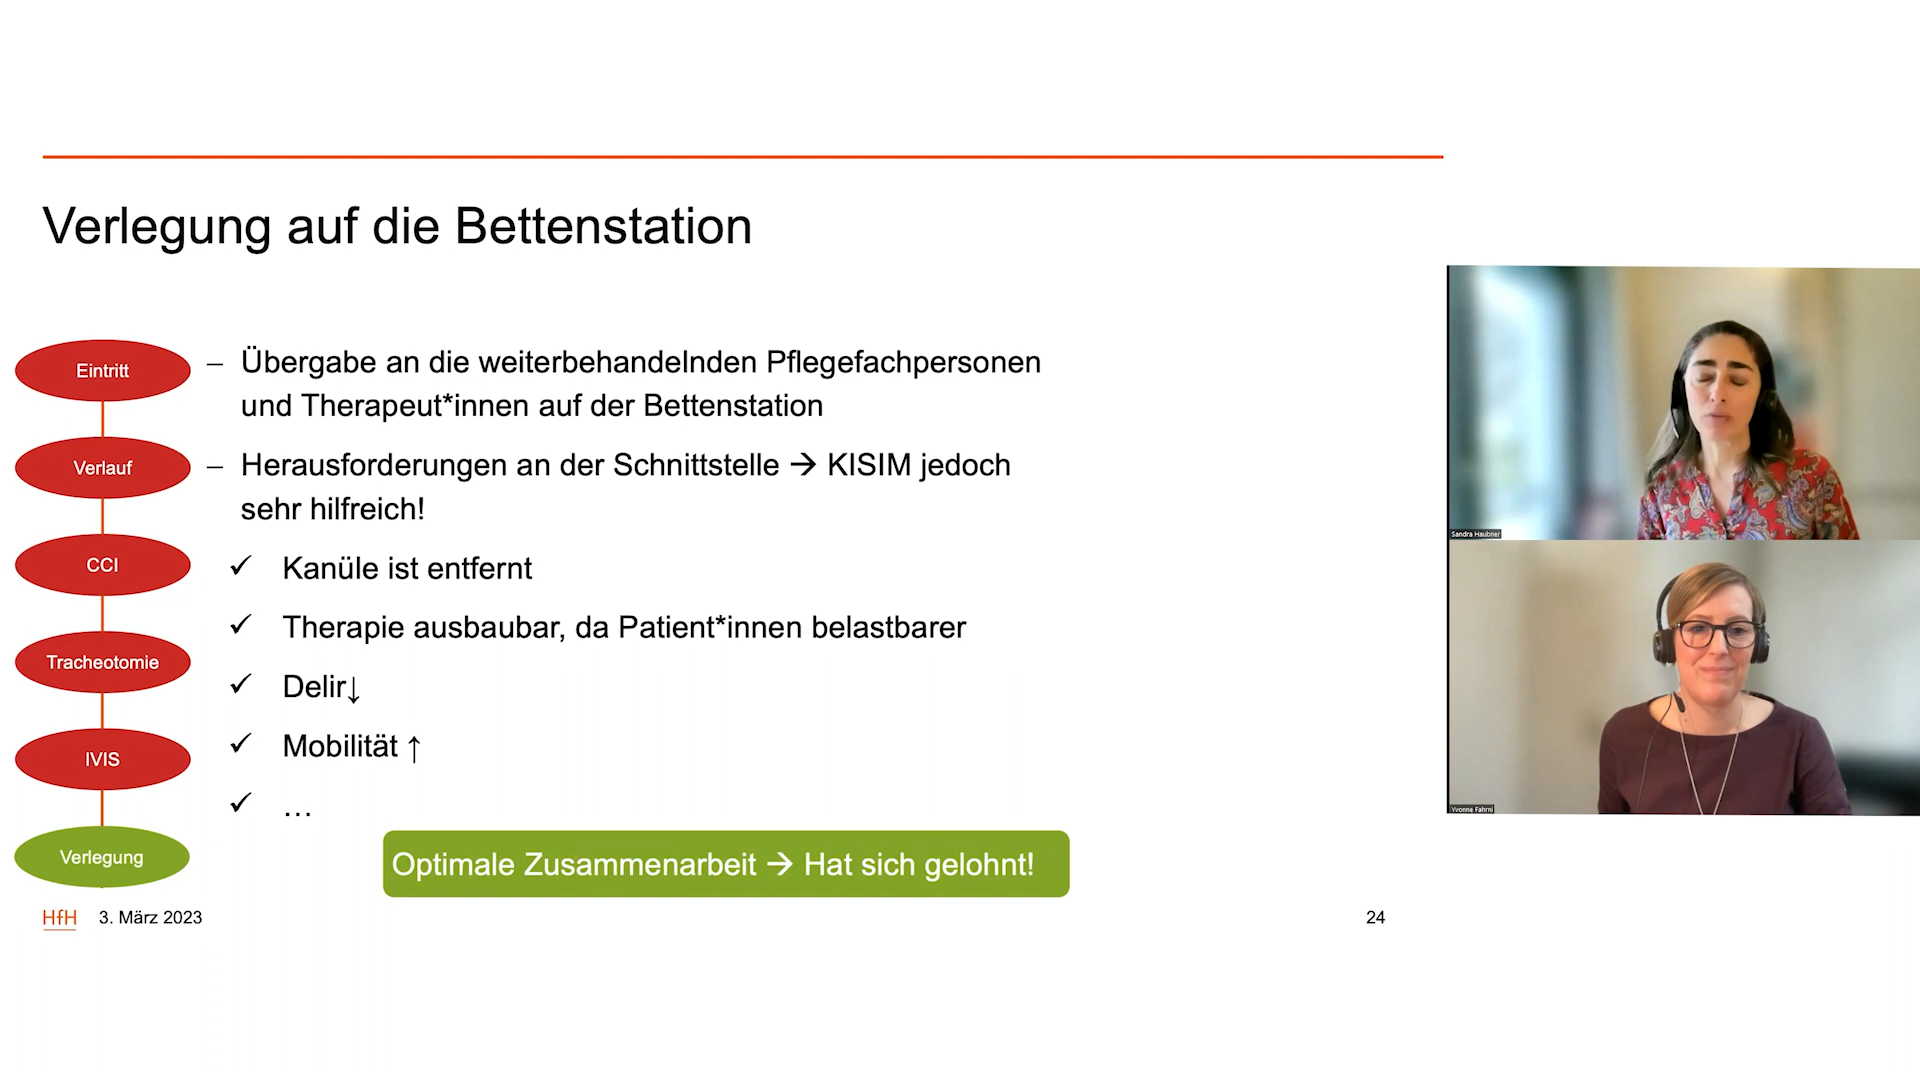 Verlegung auf die Bettenstation
Eintritt
Verlauf
CCI
Tracheotomie
IVIS
Verlegung
– Übergabe an die weiterbehandelnden Pflegefachpersonen
und Therapeut*innen auf der Bettenstation
– Herausforderungen an der Schnittstelle → KISIM jedoch
sehr hilfreich!
✓ Kanüle ist entfernt
✓ Therapie ausbaubar, da Patient*innen belastbarer
✓ Delir↓
✓ Mobilität ↑
✓ …
Optimale Zusammenarbeit → Hat sich gelohnt!
HfH 3. März 2023
24
Sandra Haubner
Yvonne Fahrni